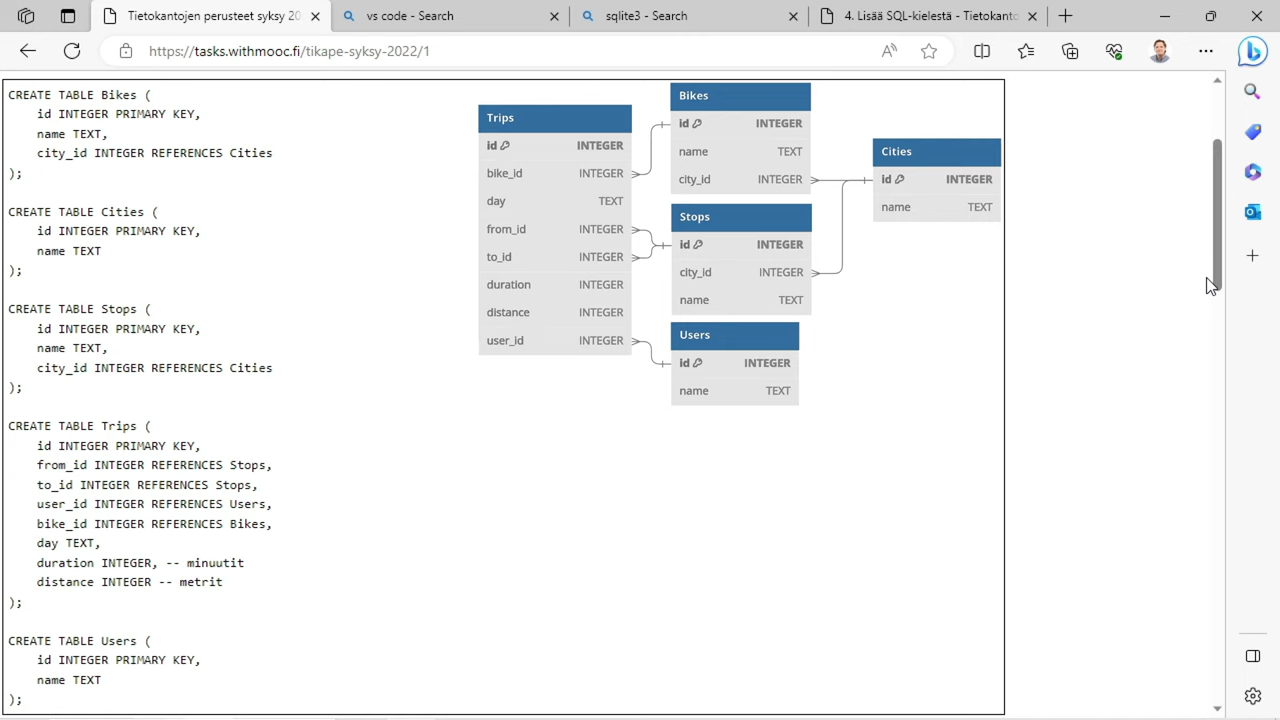 Tietokantojen perusteet syksy 20
vs code - Search
sqlite3 - Search
4. Lisää SQL-kielestä - Tietokanto
https://tasks.withmooc.fi/tikape-syksy-2022/1
CREATE TABLE Bikes (
id INTEGER PRIMARY KEY,
name TEXT,
city_id INTEGER REFERENCES Cities
);
CREATE TABLE Cities (
id INTEGER PRIMARY KEY,
name TEXT
);
CREATE TABLE Stops (
id INTEGER PRIMARY KEY,
name TEXT,
city_id INTEGER REFERENCES Cities
);
CREATE TABLE Trips (
id INTEGER PRIMARY KEY,
from_id INTEGER REFERENCES Stops,
to_id INTEGER REFERENCES Stops,
user_id INTEGER REFERENCES Users,
bike_id INTEGER REFERENCES Bikes,
day TEXT,
duration INTEGER, -- minuutit
distance INTEGER -- metrit
);
CREATE TABLE Users (
id INTEGER PRIMARY KEY,
name TEXT
);
Trips
id INTEGER
bike_id INTEGER
day TEXT
from_id INTEGER
to_id INTEGER
duration INTEGER
distance INTEGER
user_id INTEGER
Bikes
id INTEGER
name TEXT
city_id INTEGER
Stops
id INTEGER
city_id INTEGER
name TEXT
Users
id INTEGER
name TEXT
Cities
id INTEGER
name TEXT